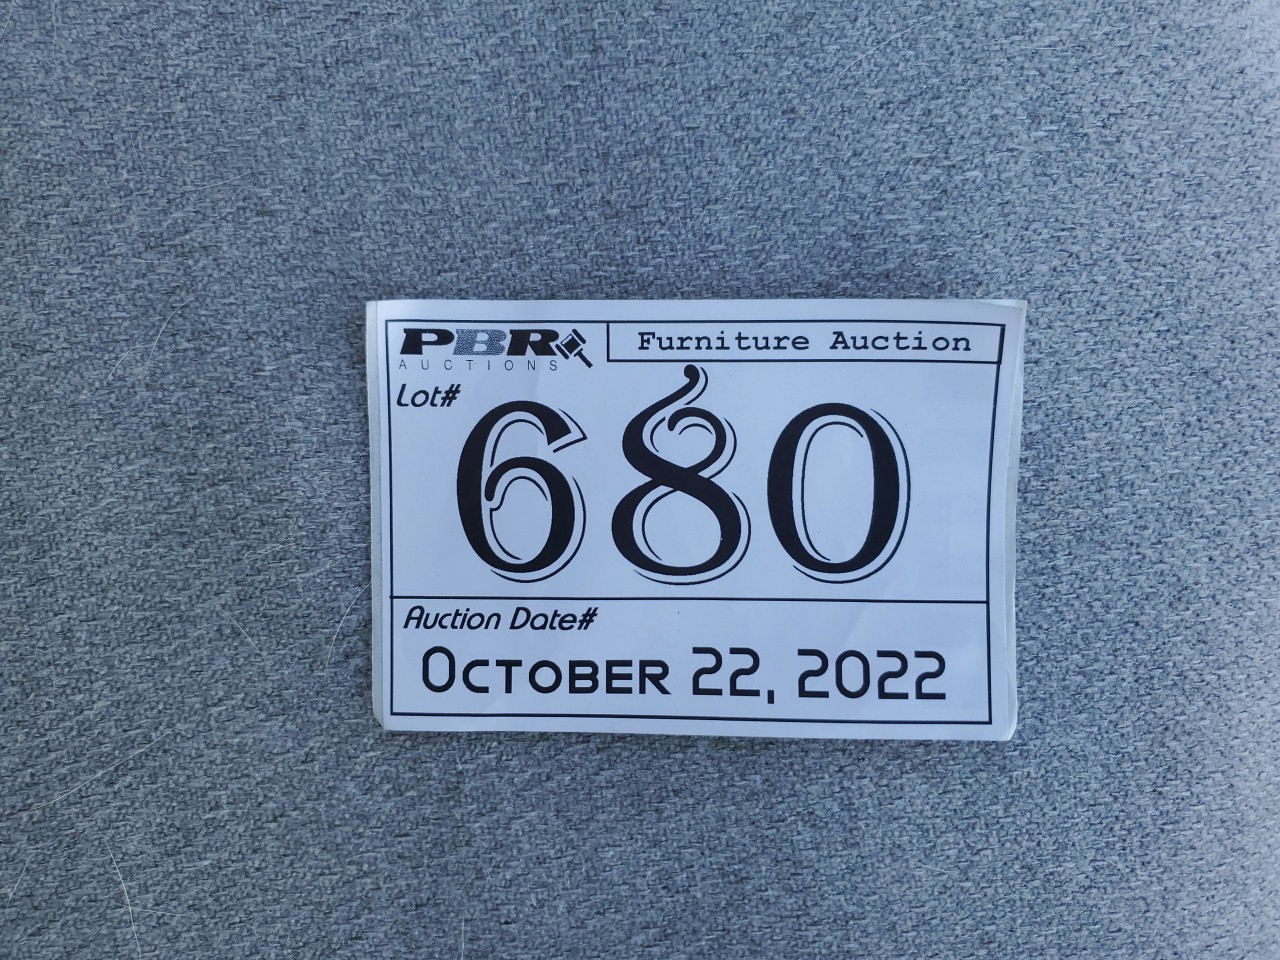 PBR
AUCTIONS
Furniture Auction
Lot#
680
Auction Date#
October 22, 2022